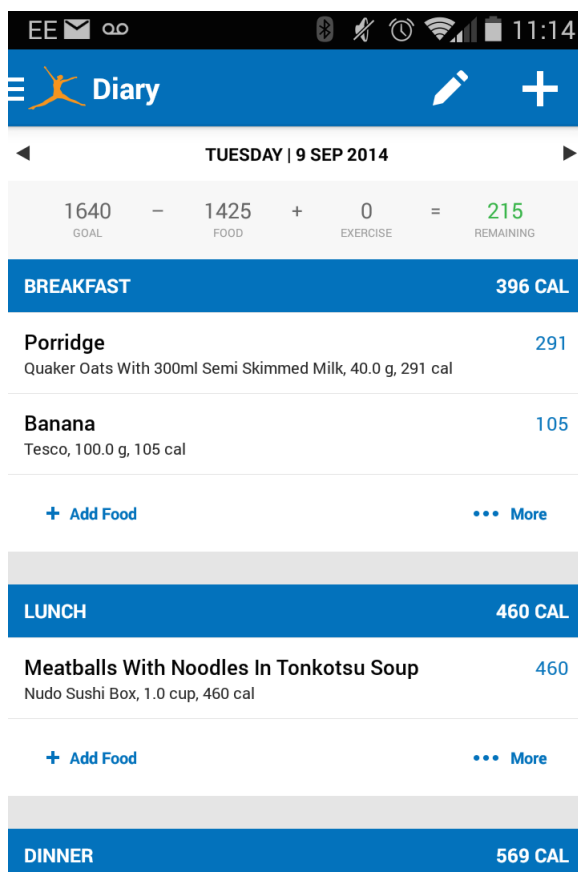 EE 11:14
Diary
TUESDAY | 9 SEP 2014
1640 – 1425 + 0 = 215
GOAL FOOD EXERCISE REMAINING
BREAKFAST 396 CAL
Porridge 291
Quaker Oats With 300ml Semi Skimmed Milk, 40.0 g, 291 cal
Banana 105
Tesco, 100.0 g, 105 cal
+ Add Food ••• More
LUNCH 460 CAL
Meatballs With Noodles In Tonkotsu Soup 460
Nudo Sushi Box, 1.0 cup, 460 cal
+ Add Food ••• More
DINNER 569 CAL